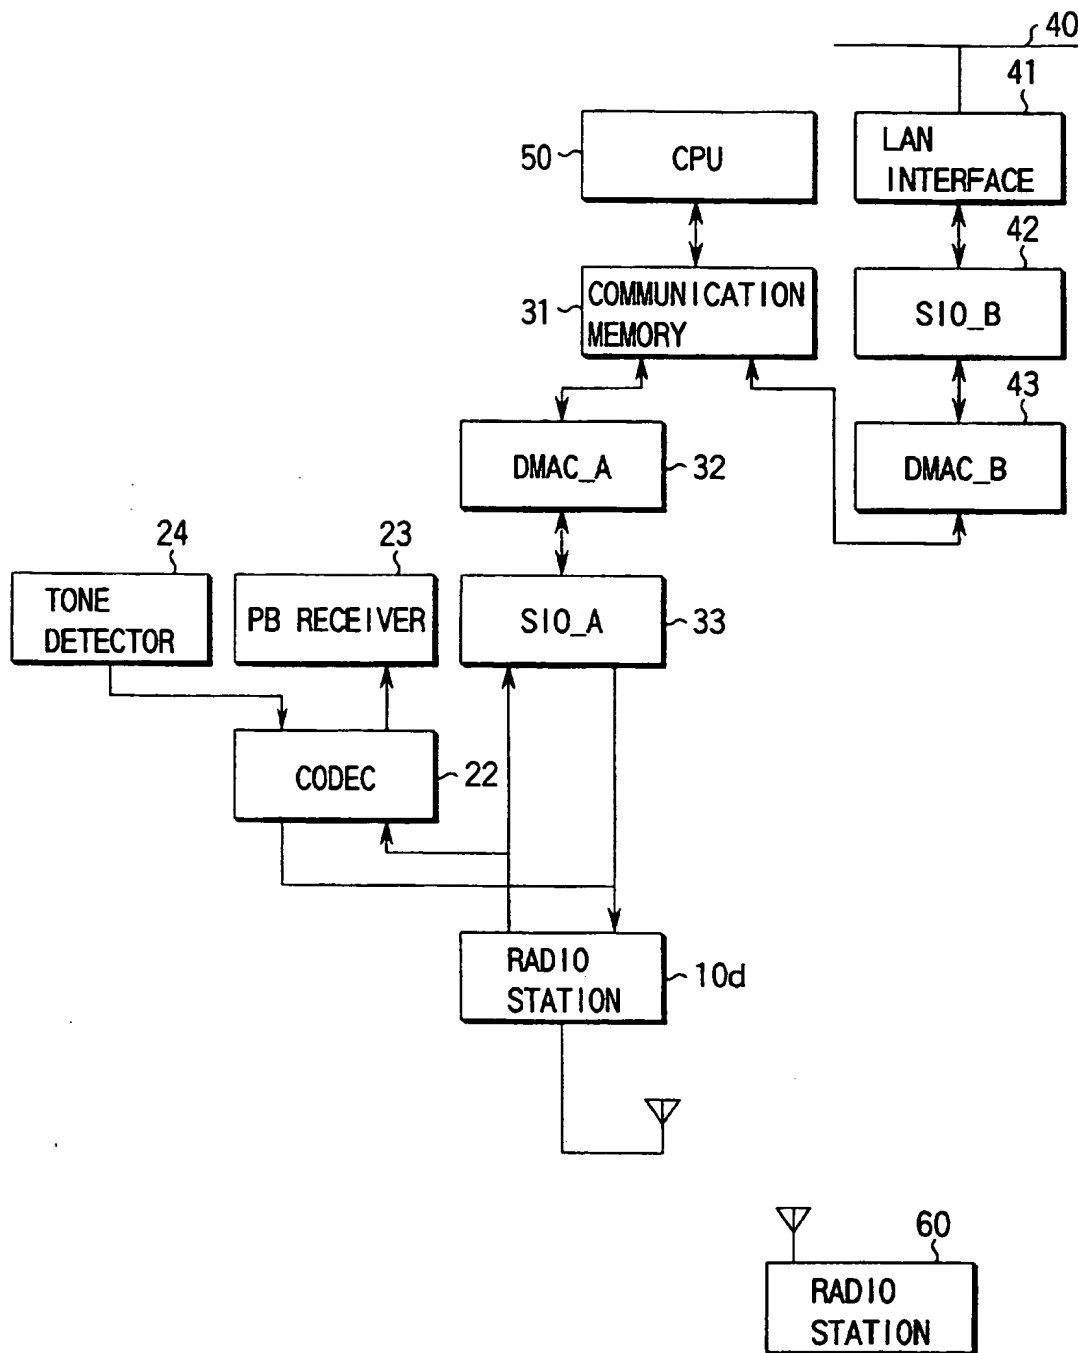 40
41
LAN
INTERFACE
50
CPU
42
31
COMMUNICATION
MEMORY
SIO_B
43
DMAC_A
32
DMAC_B
24
23
TONE
DETECTOR
PB RECEIVER
SIO_A
33
CODEC
22
RADIO
STATION
10d
60
RADIO
STATION